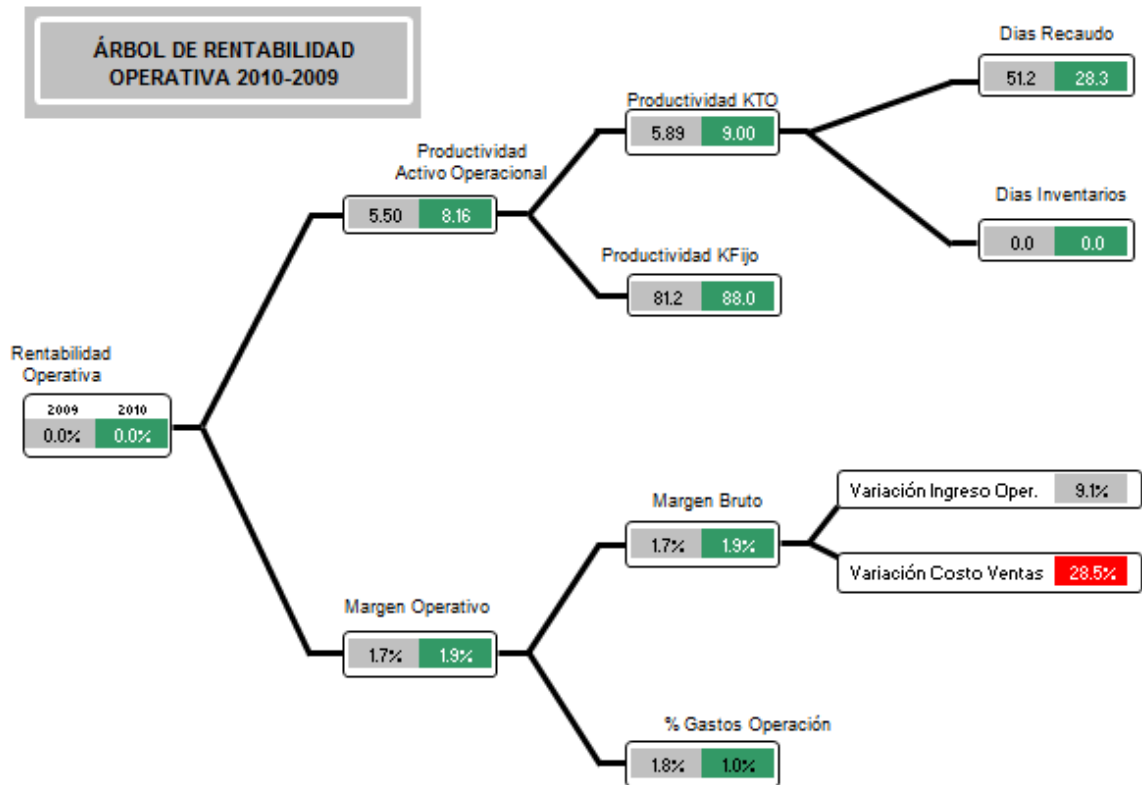 ÁRBOL DE RENTABILIDAD
OPERATIVA 2010-2009
Dias Recaudo
51.2 28.3
Productividad KTO
5.89 9.00
Productividad
Activo Operacional
5.50 8.16
Dias Inventarios
0.0 0.0
Productividad KFijo
81.2 88.0
Rentabilidad
Operativa
2009 2010
0.0% 0.0%
Margen Bruto
1.7% 1.9%
Variación Ingreso Oper. 9.1%
Variación Costo Ventas 28.5%
Margen Operativo
1.7% 1.9%
% Gastos Operación
1.8% 1.0%